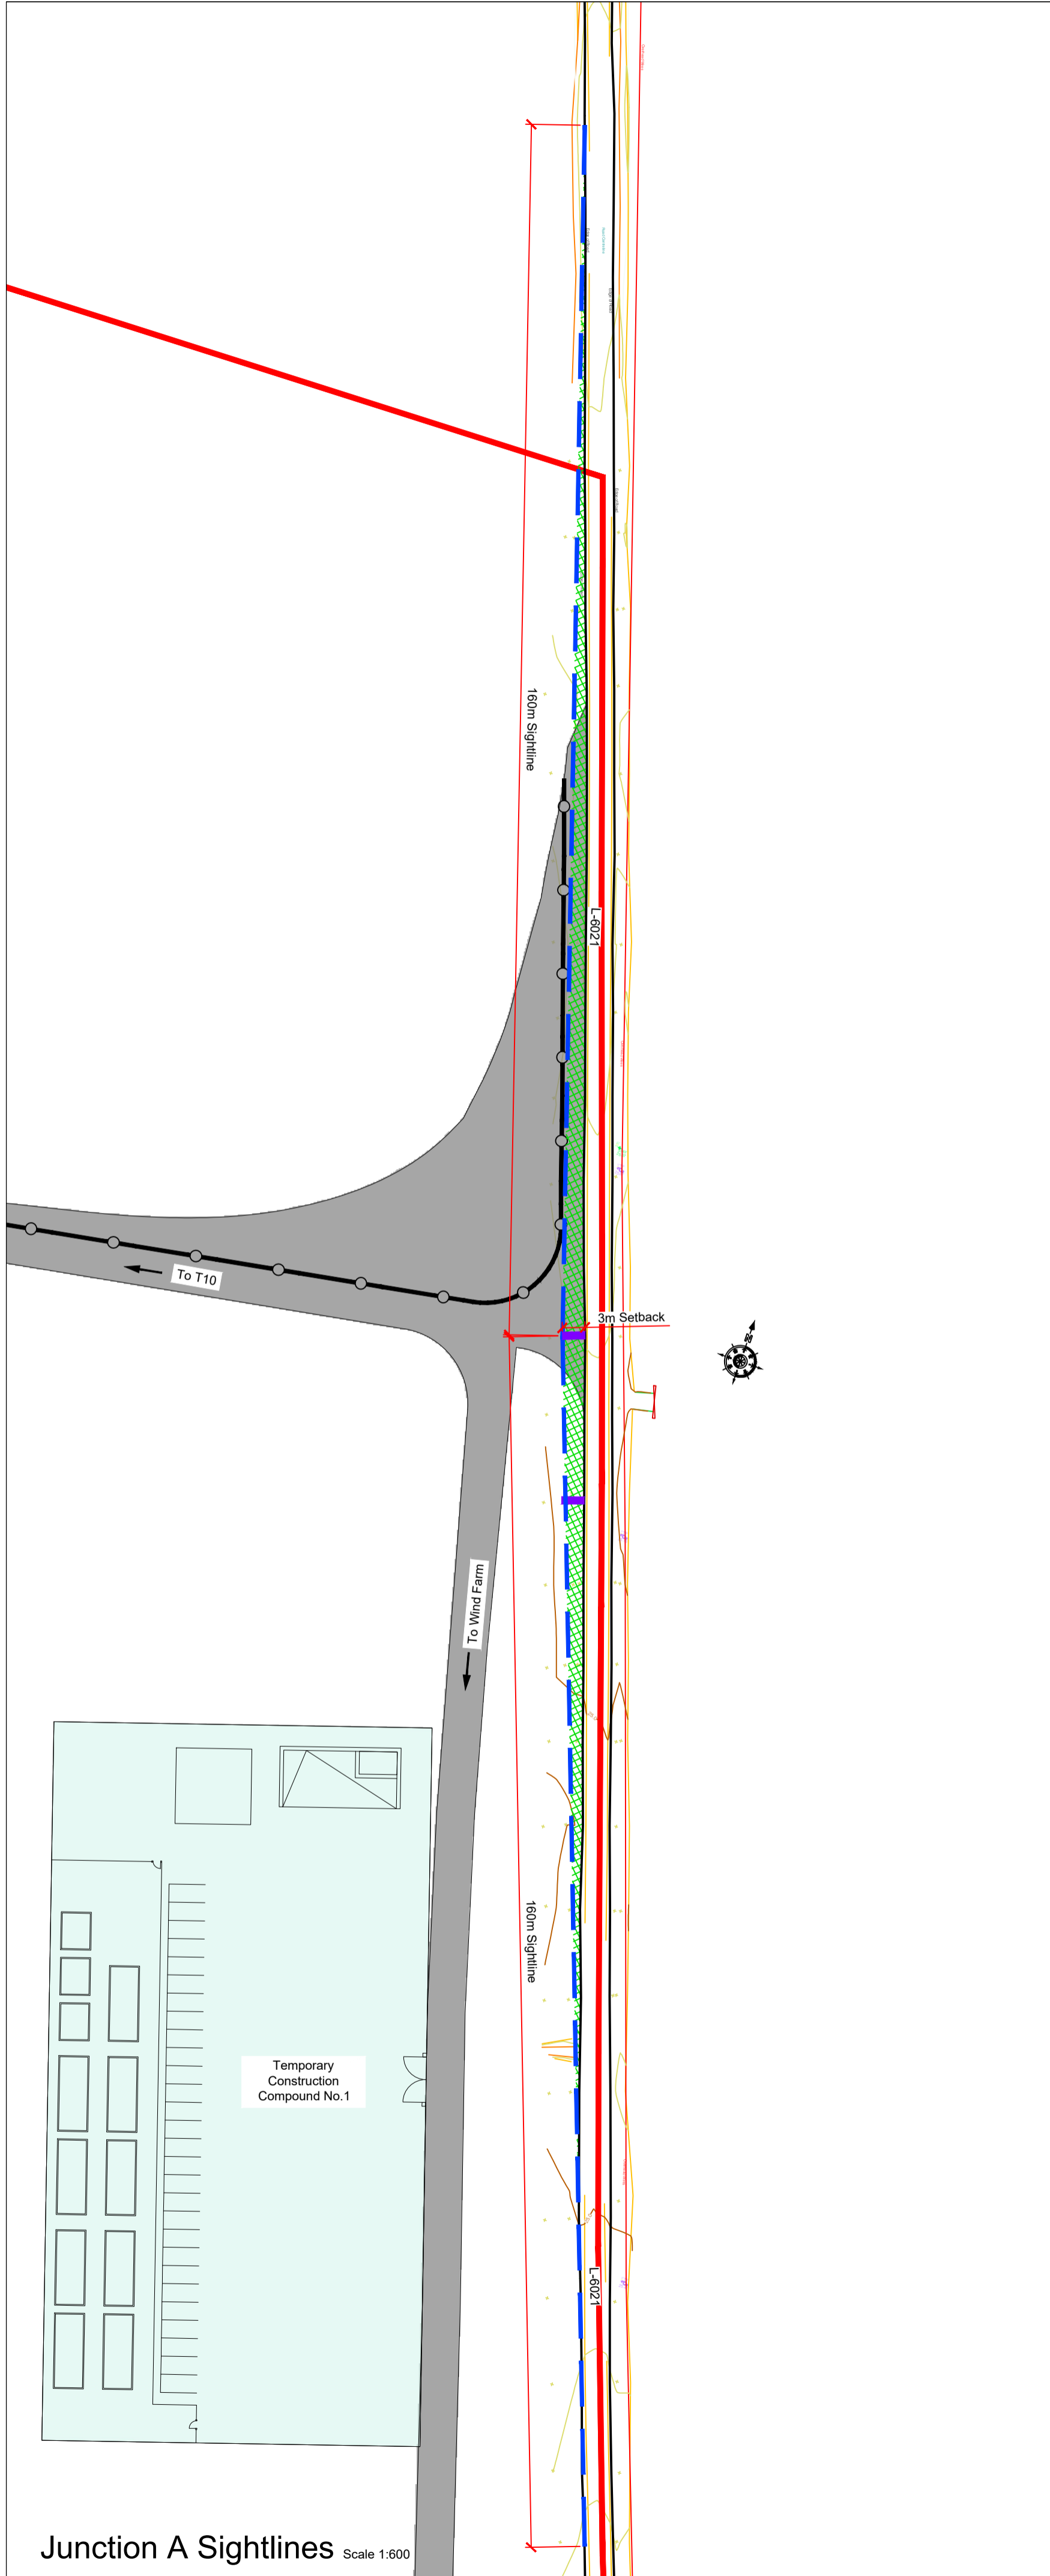 160m Sightline
L-6021
To T10
3m Setback
N
To Wind Farm
Temporary
Construction
Compound No.1
160m Sightline
L-6021
Junction A Sightlines Scale 1:600